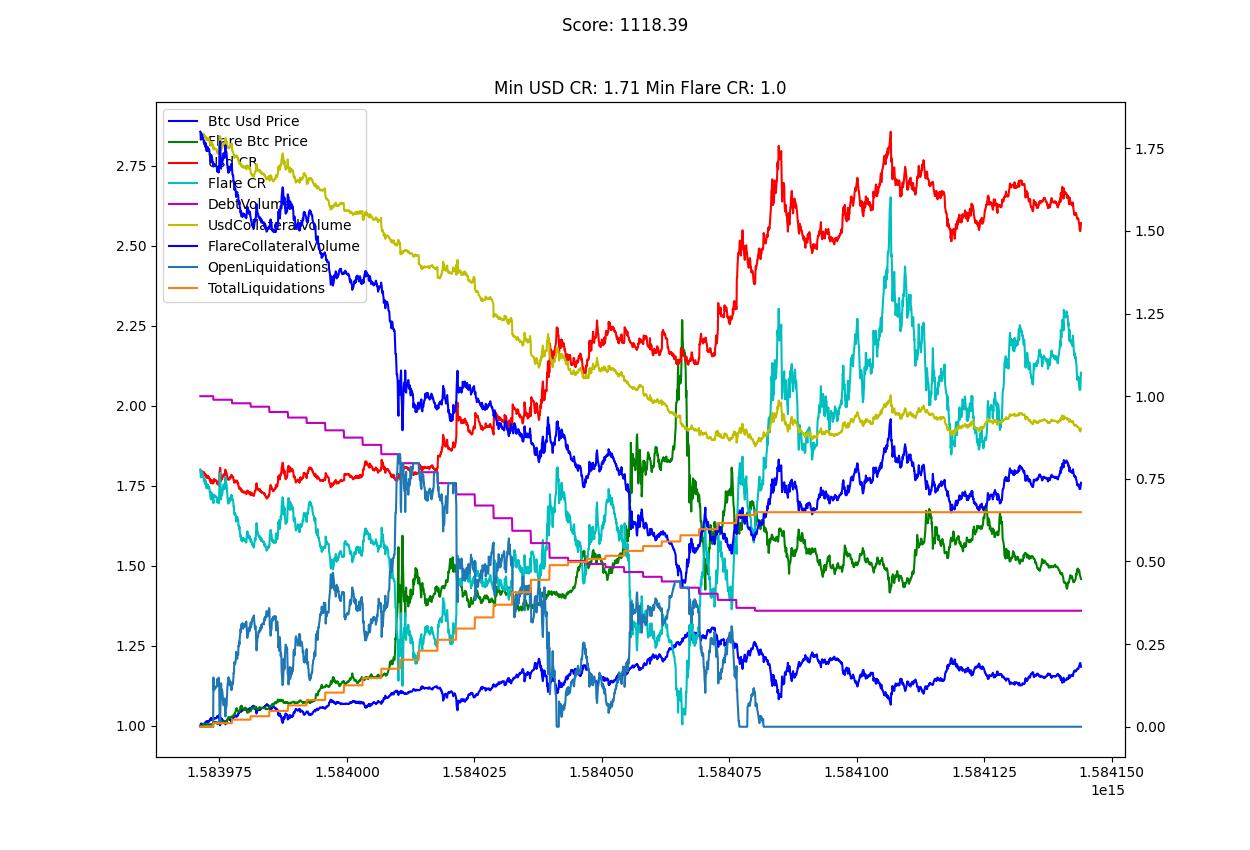 Score: 1118.39
Min USD CR: 1.71 Min Flare CR: 1.0
Btc Usd Price
Flare Btc Price
Usd CR
Flare CR
DebtVolume
UsdCollateralVolume
FlareCollateralVolume
OpenLiquidations
TotalLiquidations
2.75
2.50
2.25
2.00
1.75
1.50
1.25
1.00
1.75
1.50
1.25
1.00
0.75
0.50
0.25
0.00
1.583975 1.584000 1.584025 1.584050 1.584075 1.584100 1.584125 1.584150
1e15